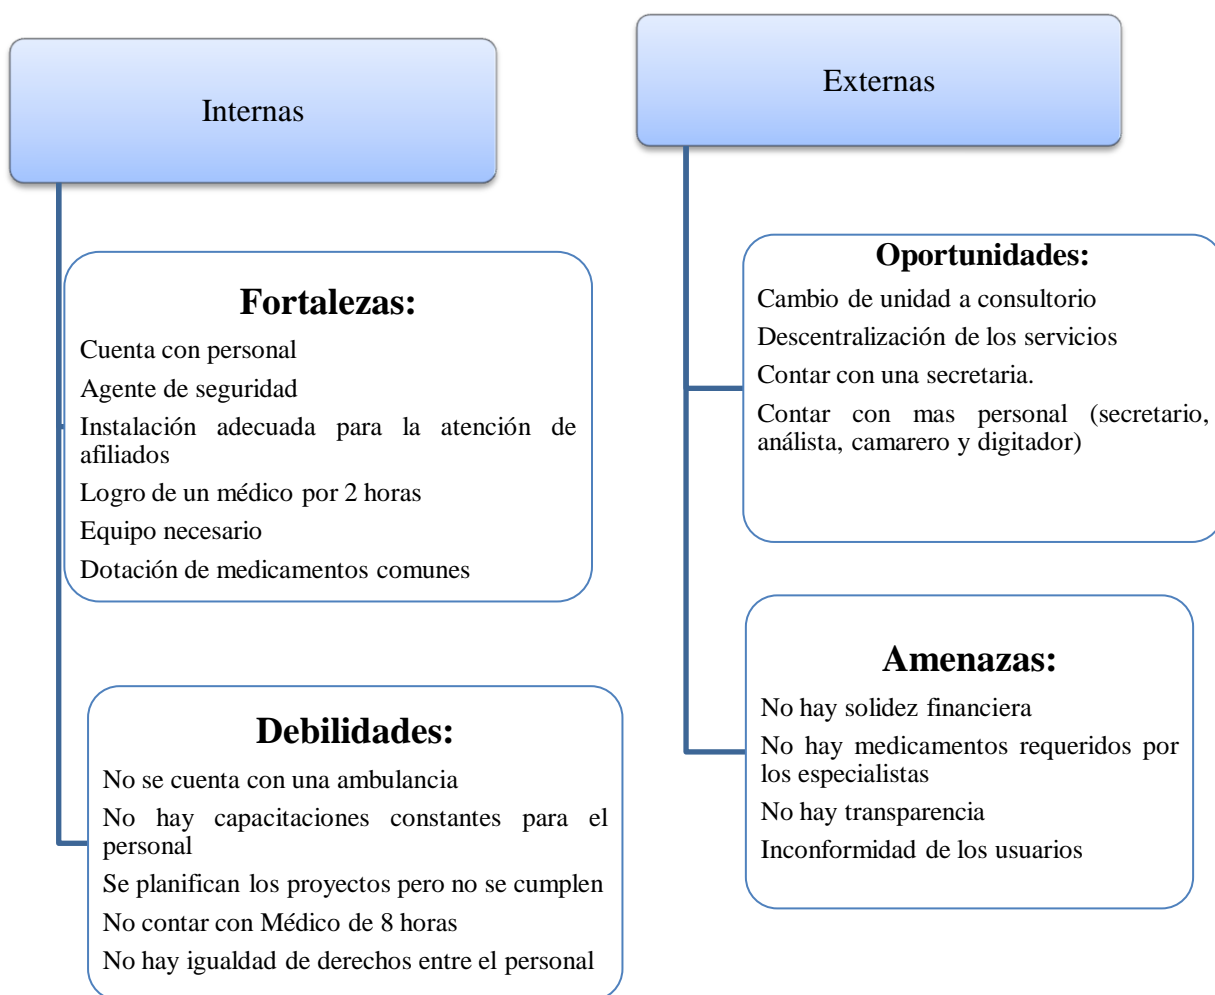 Internas
Fortalezas:
Cuenta con personal
Agente de seguridad
Instalación adecuada para la atención de
afiliados
Logro de un médico por 2 horas
Equipo necesario
Dotación de medicamentos comunes
Debilidades:
No se cuenta con una ambulancia
No hay capacitaciones constantes para el
personal
Se planifican los proyectos pero no se cumplen
No contar con Médico de 8 horas
No hay igualdad de derechos entre el personal
Externas
Oportunidades:
Cambio de unidad a consultorio
Descentralización de los servicios
Contar con una secretaria.
Contar con mas personal (secretario,
análista, camarero y digitador)
Amenazas:
No hay solidez financiera
No hay medicamentos requeridos por
los especialistas
No hay transparencia
Inconformidad de los usuarios